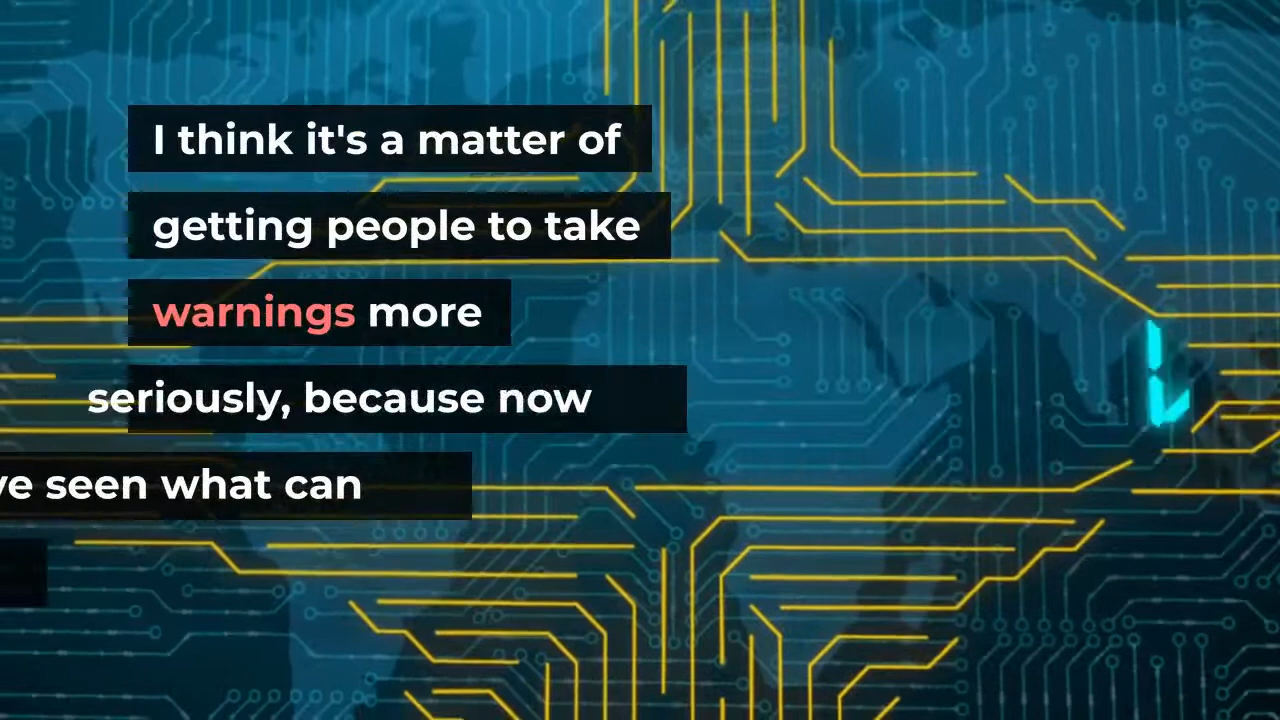 I think it's a matter of
getting people to take
warnings more
seriously, because now
seen what can